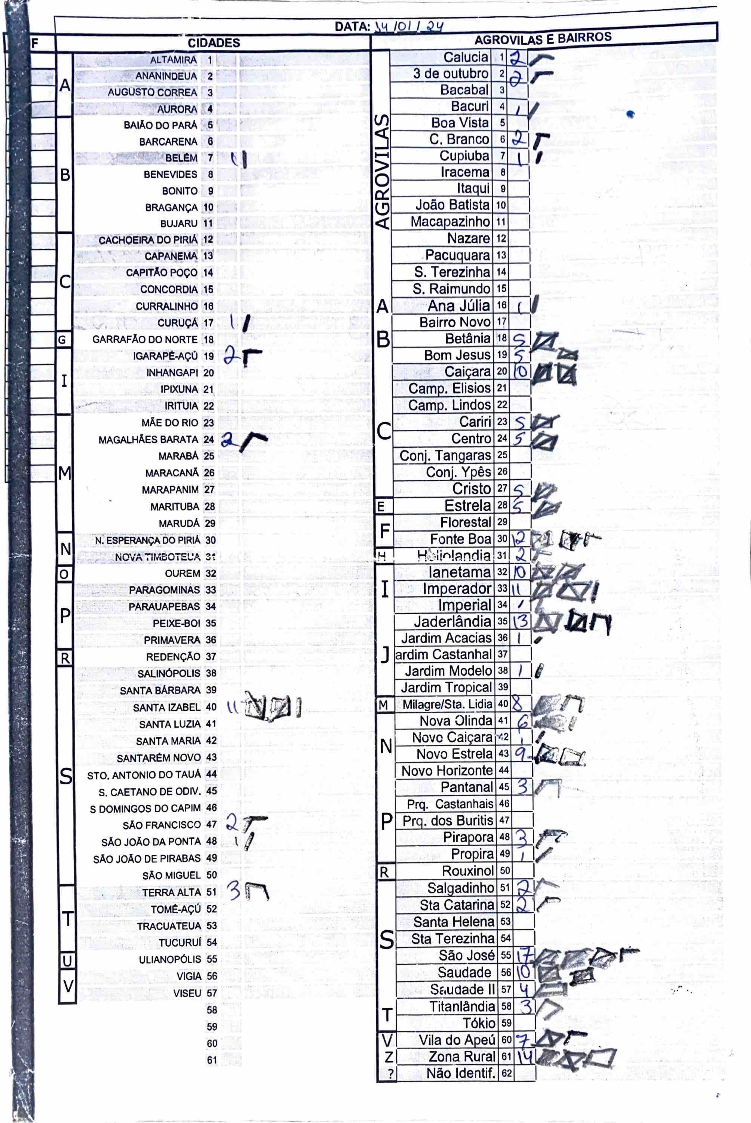 DATA: 14/01/24
F
CIDADES
A
ALTAMIRA 1
ANANINDEUA 2
AUGUSTO CORREA 3
AURORA 4
B
BAIÃO DO PARÁ 5
BARCARENA 6
BELÉM 7 1
BENEVIDES 8
BONITO 9
BRAGANÇA 10
BUJARU 11
C
CACHOEIRA DO PIRIÁ 12
CAPANEMA 13
CAPITÃO POÇO 14
CONCORDIA 15
CURRALINHO 16
CURUÇÁ 17 1
G
GARRAFÃO DO NORTE 18
I
IGARAPÉ-AÇÚ 19 2
INHANGAPI 20
IPIXUNA 21
IRITUIA 22
M
MÃE DO RIO 23
MAGALHÃES BARATA 24 2
MARABÁ 25
MARACANÃ 26
MARAPANIM 27
MARITUBA 28
MARUDÁ 29
N
N. ESPERANÇA DO PIRIÁ 30
NOVA TIMBOTEUA 31
O
OUREM 32
P
PARAGOMINAS 33
PARAUAPEBAS 34
PEIXE-BOI 35
PRIMAVERA 36
R
REDENÇÃO 37
S
SALINÓPOLIS 38
SANTA BÁRBARA 39
SANTA IZABEL 40 11
SANTA LUZIA 41
SANTA MARIA 42
SANTARÉM NOVO 43
STO. ANTONIO DO TAUÁ 44
S. CAETANO DE ODIV. 45
S DOMINGOS DO CAPIM 46
SÃO FRANCISCO 47 2
SÃO JOÃO DA PONTA 48 1
SÃO JOÃO DE PIRABAS 49
SÃO MIGUEL 50
T
TERRA ALTA 51 3
TOMÉ-AÇÚ 52
TRACUATEUA 53
TUCURUÍ 54
U
ULIANÓPOLIS 55
V
VIGIA 56
VISEU 57
58
59
60
61
AGROVILAS E BAIRROS
AGROVILAS
Calucia 1 2
3 de outubro 2 2
Bacabal 3
Bacuri 4 1
Boa Vista 5
C. Branco 6 2
Cupiuba 7 1
Iracema 8
Itaqui 9
João Batista 10
Macapazinho 11
Nazare 12
Pacuquara 13
S. Terezinha 14
S. Raimundo 15
A
Ana Júlia 16 1
Bairro Novo 17
B
Betânia 18 5
Bom Jesus 19 5
Caiçara 20 10
Camp. Elisios 21
Camp. Lindos 22
C
Cariri 23 5
Centro 24 5
Conj. Tangaras 25
Conj. Ypês 26
Cristo 27 5
E
Estrela 28 5
F
Florestal 29
Fonte Boa 30 12
H
Heliolandia 31 2
I
Ianetama 32 10
Imperador 33 11
Imperial 34 1
J
Jaderlândia 35 13
Jardim Acacias 36 1
ardim Castanhal 37
Jardim Modelo 38 1
Jardim Tropical 39
M
Milagre/Sta. Lidia 40 8
N
Nova Olinda 41 6
Novo Caiçara 42 1
Novo Estrela 43 9
Novo Horizonte 44
P
Pantanal 45 3
Prq. Castanhais 46
Prq. dos Buritis 47
Pirapora 48 3
Propira 49 1
R
Rouxinol 50
S
Salgadinho 51 2
Sta Catarina 52 2
Santa Helena 53
Sta Terezinha 54
São José 55 17
Saudade 56 10
Saudade II 57 4
T
Titanlândia 58 3
Tókio 59
V
Vila do Apeú 60 7
Z
Zona Rural 61 14
?
Não Identif. 62